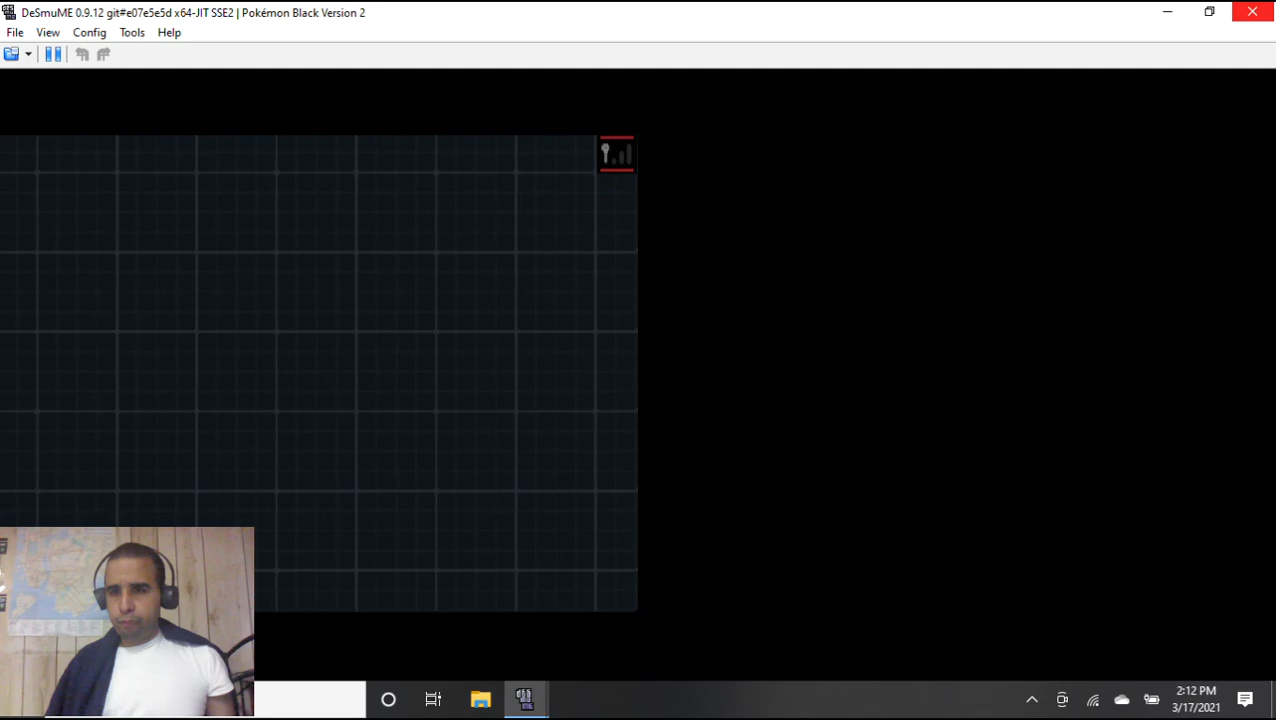 DeSmuME 0.9.12 git#e07e5e5d x64-JIT SSE2 | Pokémon Black Version 2
File View Config Tools Help
2:12 PM
3/17/2021